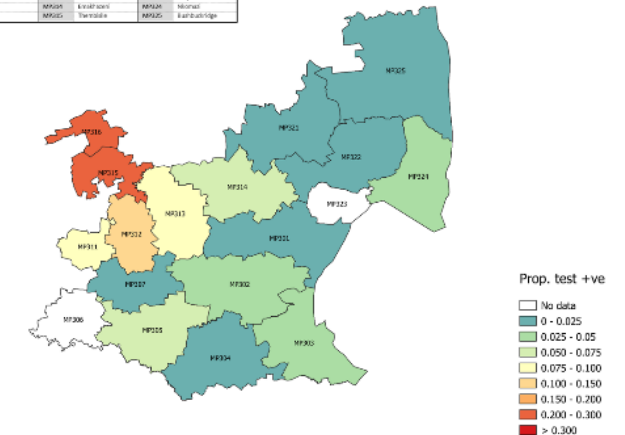 MP314 Emakhazeni MP324 Nkomazi
MP315 Thembisile MP325 Bushbuckridge
MP325
MP321
MP316
MP322
MP315
MP324
MP314
MP323
MP313
MP312
MP301
MP311
MP307
MP302
MP306
MP305
MP303
MP304
Prop. test +ve
No data
0 - 0.025
0.025 - 0.05
0.050 - 0.075
0.075 - 0.100
0.100 - 0.150
0.150 - 0.200
0.200 - 0.300
> 0.300